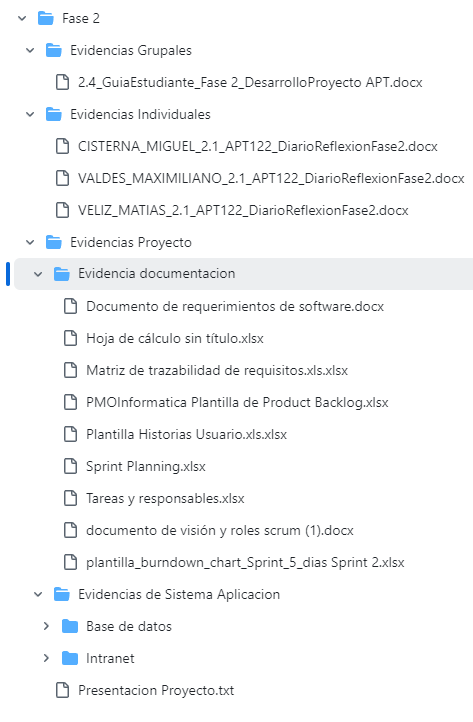 Fase 2
Evidencias Grupales
2.4_GuiaEstudiante_Fase 2_DesarrolloProyecto APT.docx
Evidencias Individuales
CISTERNA_MIGUEL_2.1_APT122_DiarioReflexionFase2.docx
VALDES_MAXIMILIANO_2.1_APT122_DiarioReflexionFase2.docx
VELIZ_MATIAS_2.1_APT122_DiarioReflexionFase2.docx
Evidencias Proyecto
Evidencia documentacion
Documento de requerimientos de software.docx
Hoja de cálculo sin título.xlsx
Matriz de trazabilidad de requisitos.xls.xlsx
PMOInformatica Plantilla de Product Backlog.xlsx
Plantilla Historias Usuario.xls.xlsx
Sprint Planning.xlsx
Tareas y responsables.xlsx
documento de visión y roles scrum (1).docx
plantilla_burndown_chart_Sprint_5_dias Sprint 2.xlsx
Evidencias de Sistema Aplicacion
Base de datos
Intranet
Presentacion Proyecto.txt